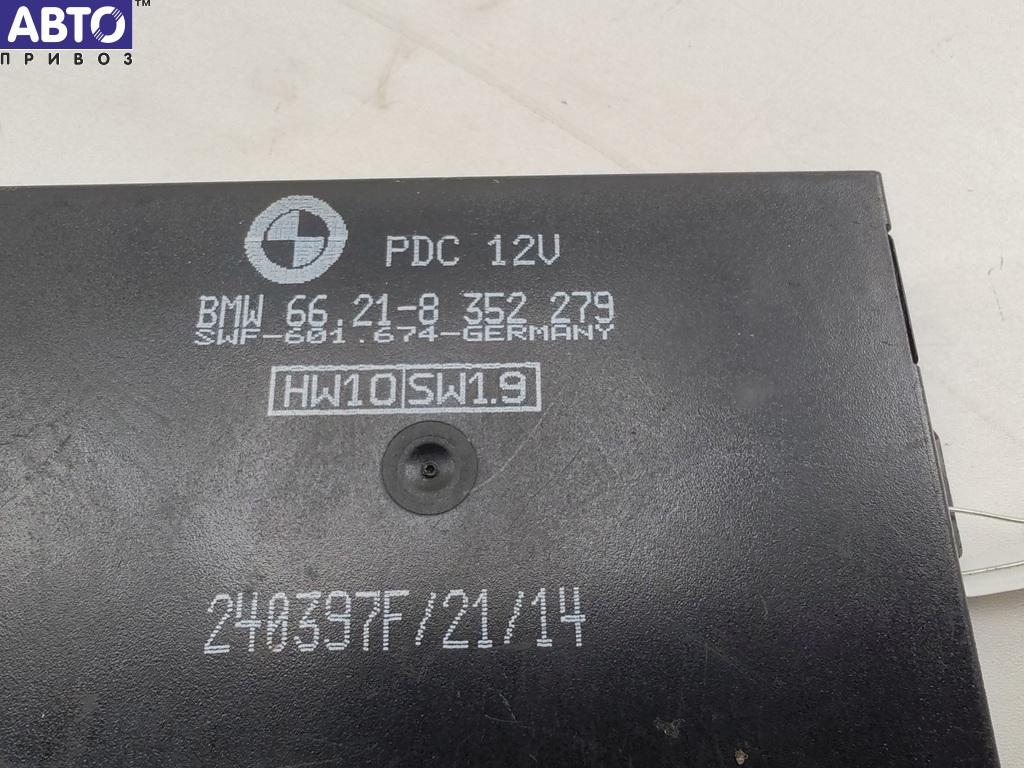 АВТО™
ПРИВОЗ
PDC 12V
BMW 66.21-8 352 279
SWF-601.674-GERMANY
HW10 SW1.9
240397F/21/14